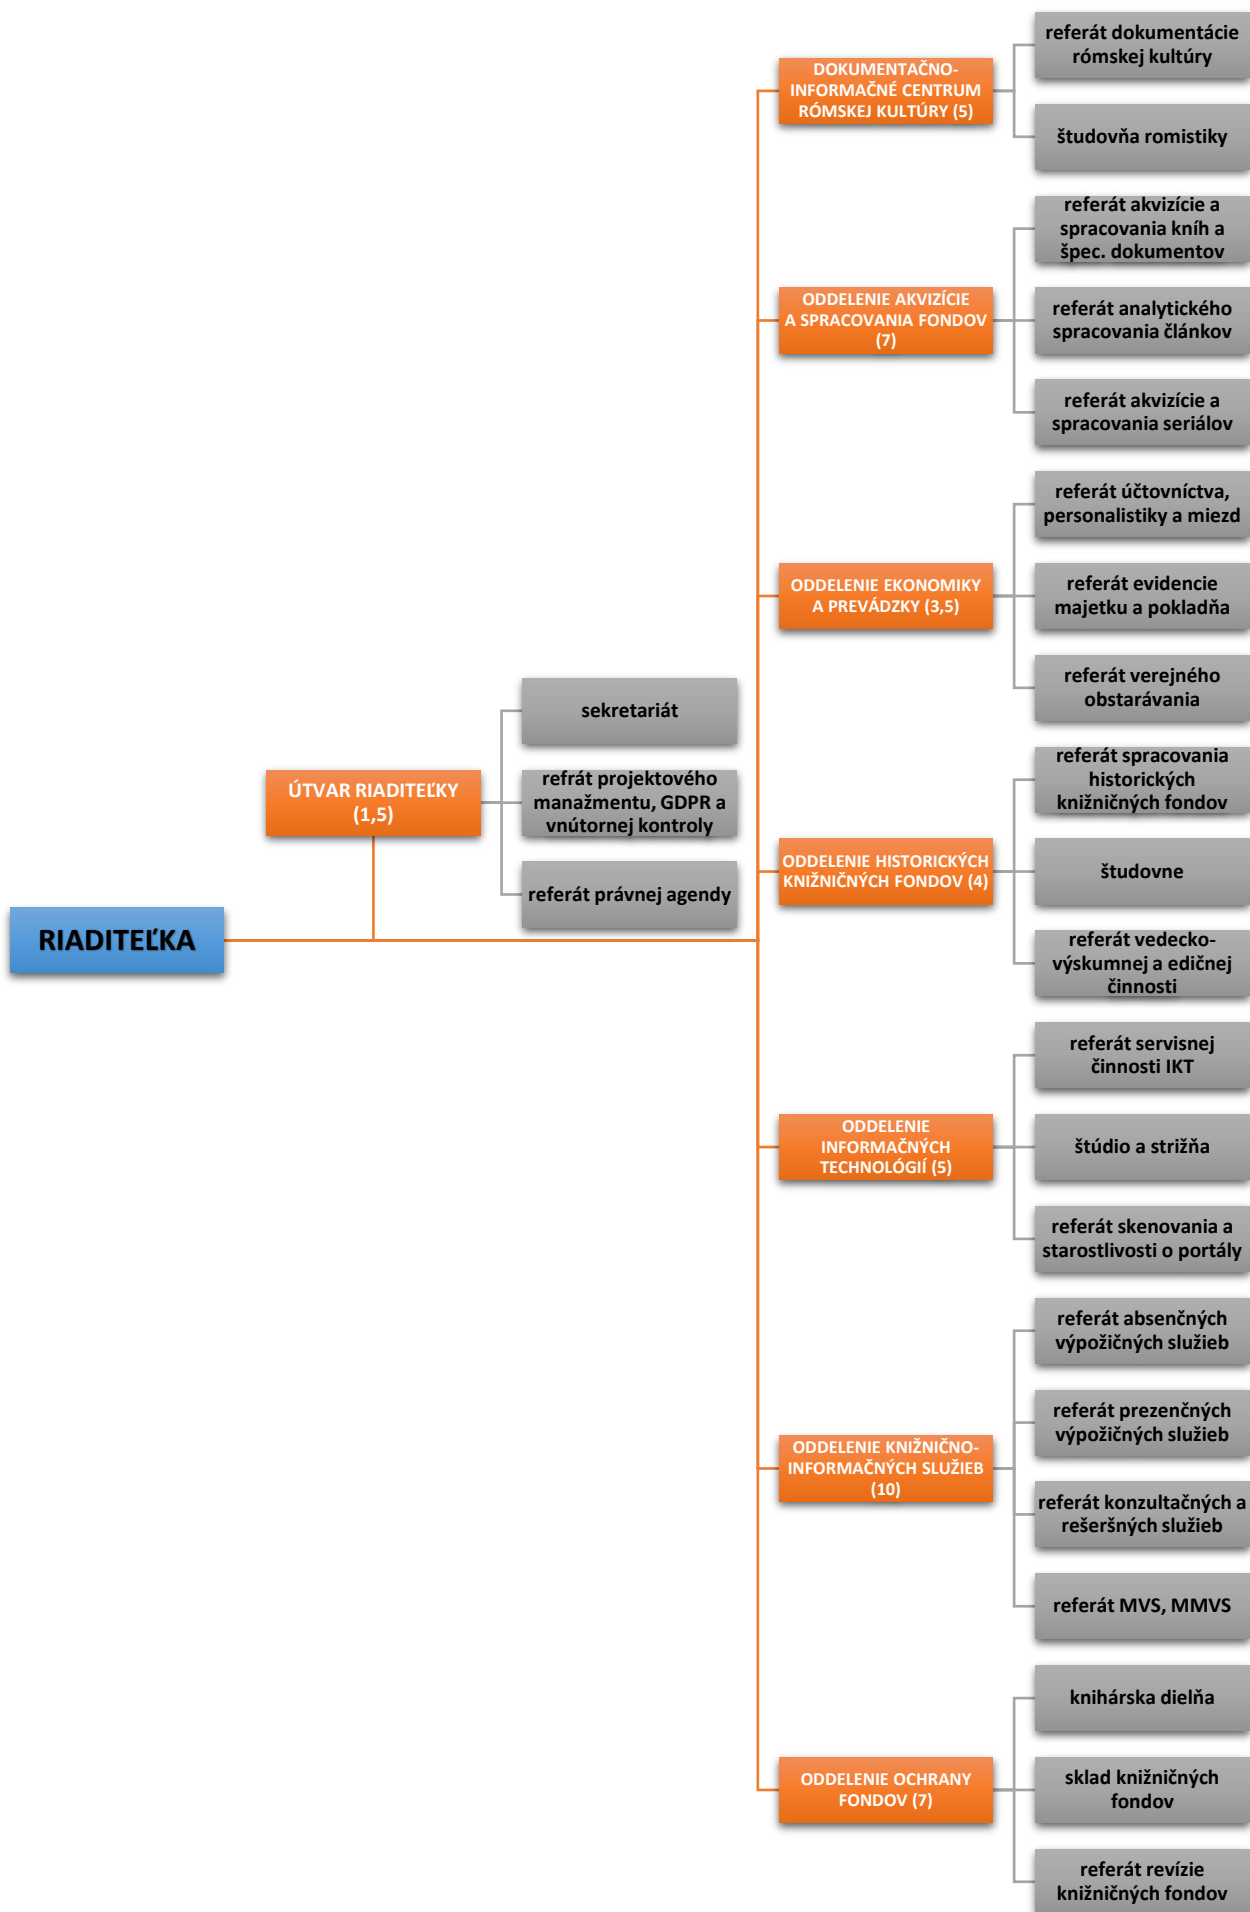 RIADITEĽKA
ÚTVAR RIADITEĽKY
(1,5)
sekretariát
refrát projektového
manažmentu, GDPR a
vnútornej kontroly
referát právnej agendy
DOKUMENTAČNO-
INFORMAČNÉ CENTRUM
RÓMSKEJ KULTÚRY (5)
referát dokumentácie
rómskej kultúry
študovňa romistiky
ODDELENIE AKVIZÍCIE
A SPRACOVANIA FONDOV
(7)
referát akvizície a
spracovania kníh a
špec. dokumentov
referát analytického
spracovania článkov
referát akvizície a
spracovania seriálov
ODDELENIE EKONOMIKY
A PREVÁDZKY (3,5)
referát účtovníctva,
personalistiky a miezd
referát evidencie
majetku a pokladňa
referát verejného
obstarávania
ODDELENIE HISTORICKÝCH
KNIŽNIČNÝCH FONDOV (4)
referát spracovania
historických
knižničných fondov
študovne
referát vedecko-
výskumnej a edičnej
činnosti
ODDELENIE
INFORMAČNÝCH
TECHNOLÓGIÍ (5)
referát servisnej
činnosti IKT
štúdio a strižňa
referát skenovania a
starostlivosti o portály
ODDELENIE KNIŽNIČNO-
INFORMAČNÝCH SLUŽIEB
(10)
referát absenčných
výpožičných služieb
referát prezenčných
výpožičných služieb
referát konzultačných a
rešeršných služieb
referát MVS, MMVS
ODDELENIE OCHRANY
FONDOV (7)
knihárska dielňa
sklad knižničných
fondov
referát revízie
knižničných fondov